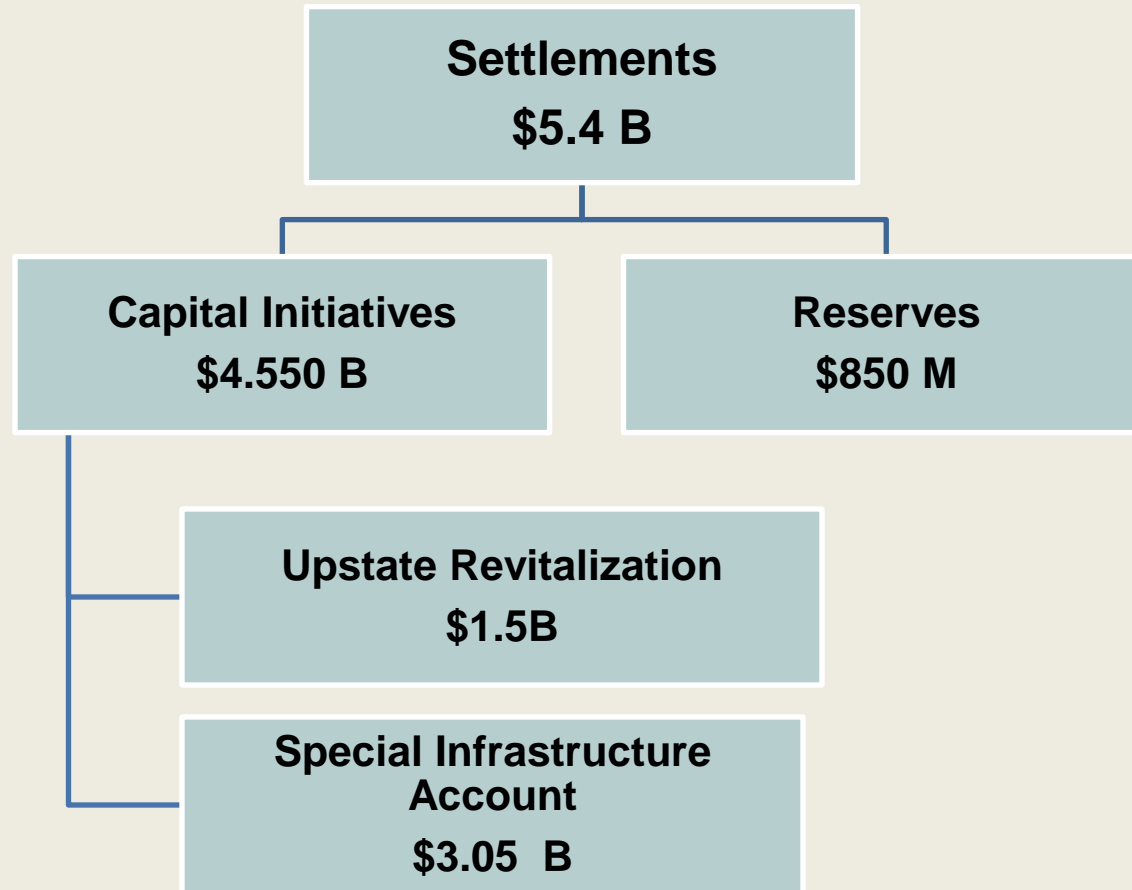 Settlements
$5.4 B
Capital Initiatives
$4.550 B
Reserves
$850 M
Upstate Revitalization
$1.5B
Special Infrastructure
Account
$3.05  B